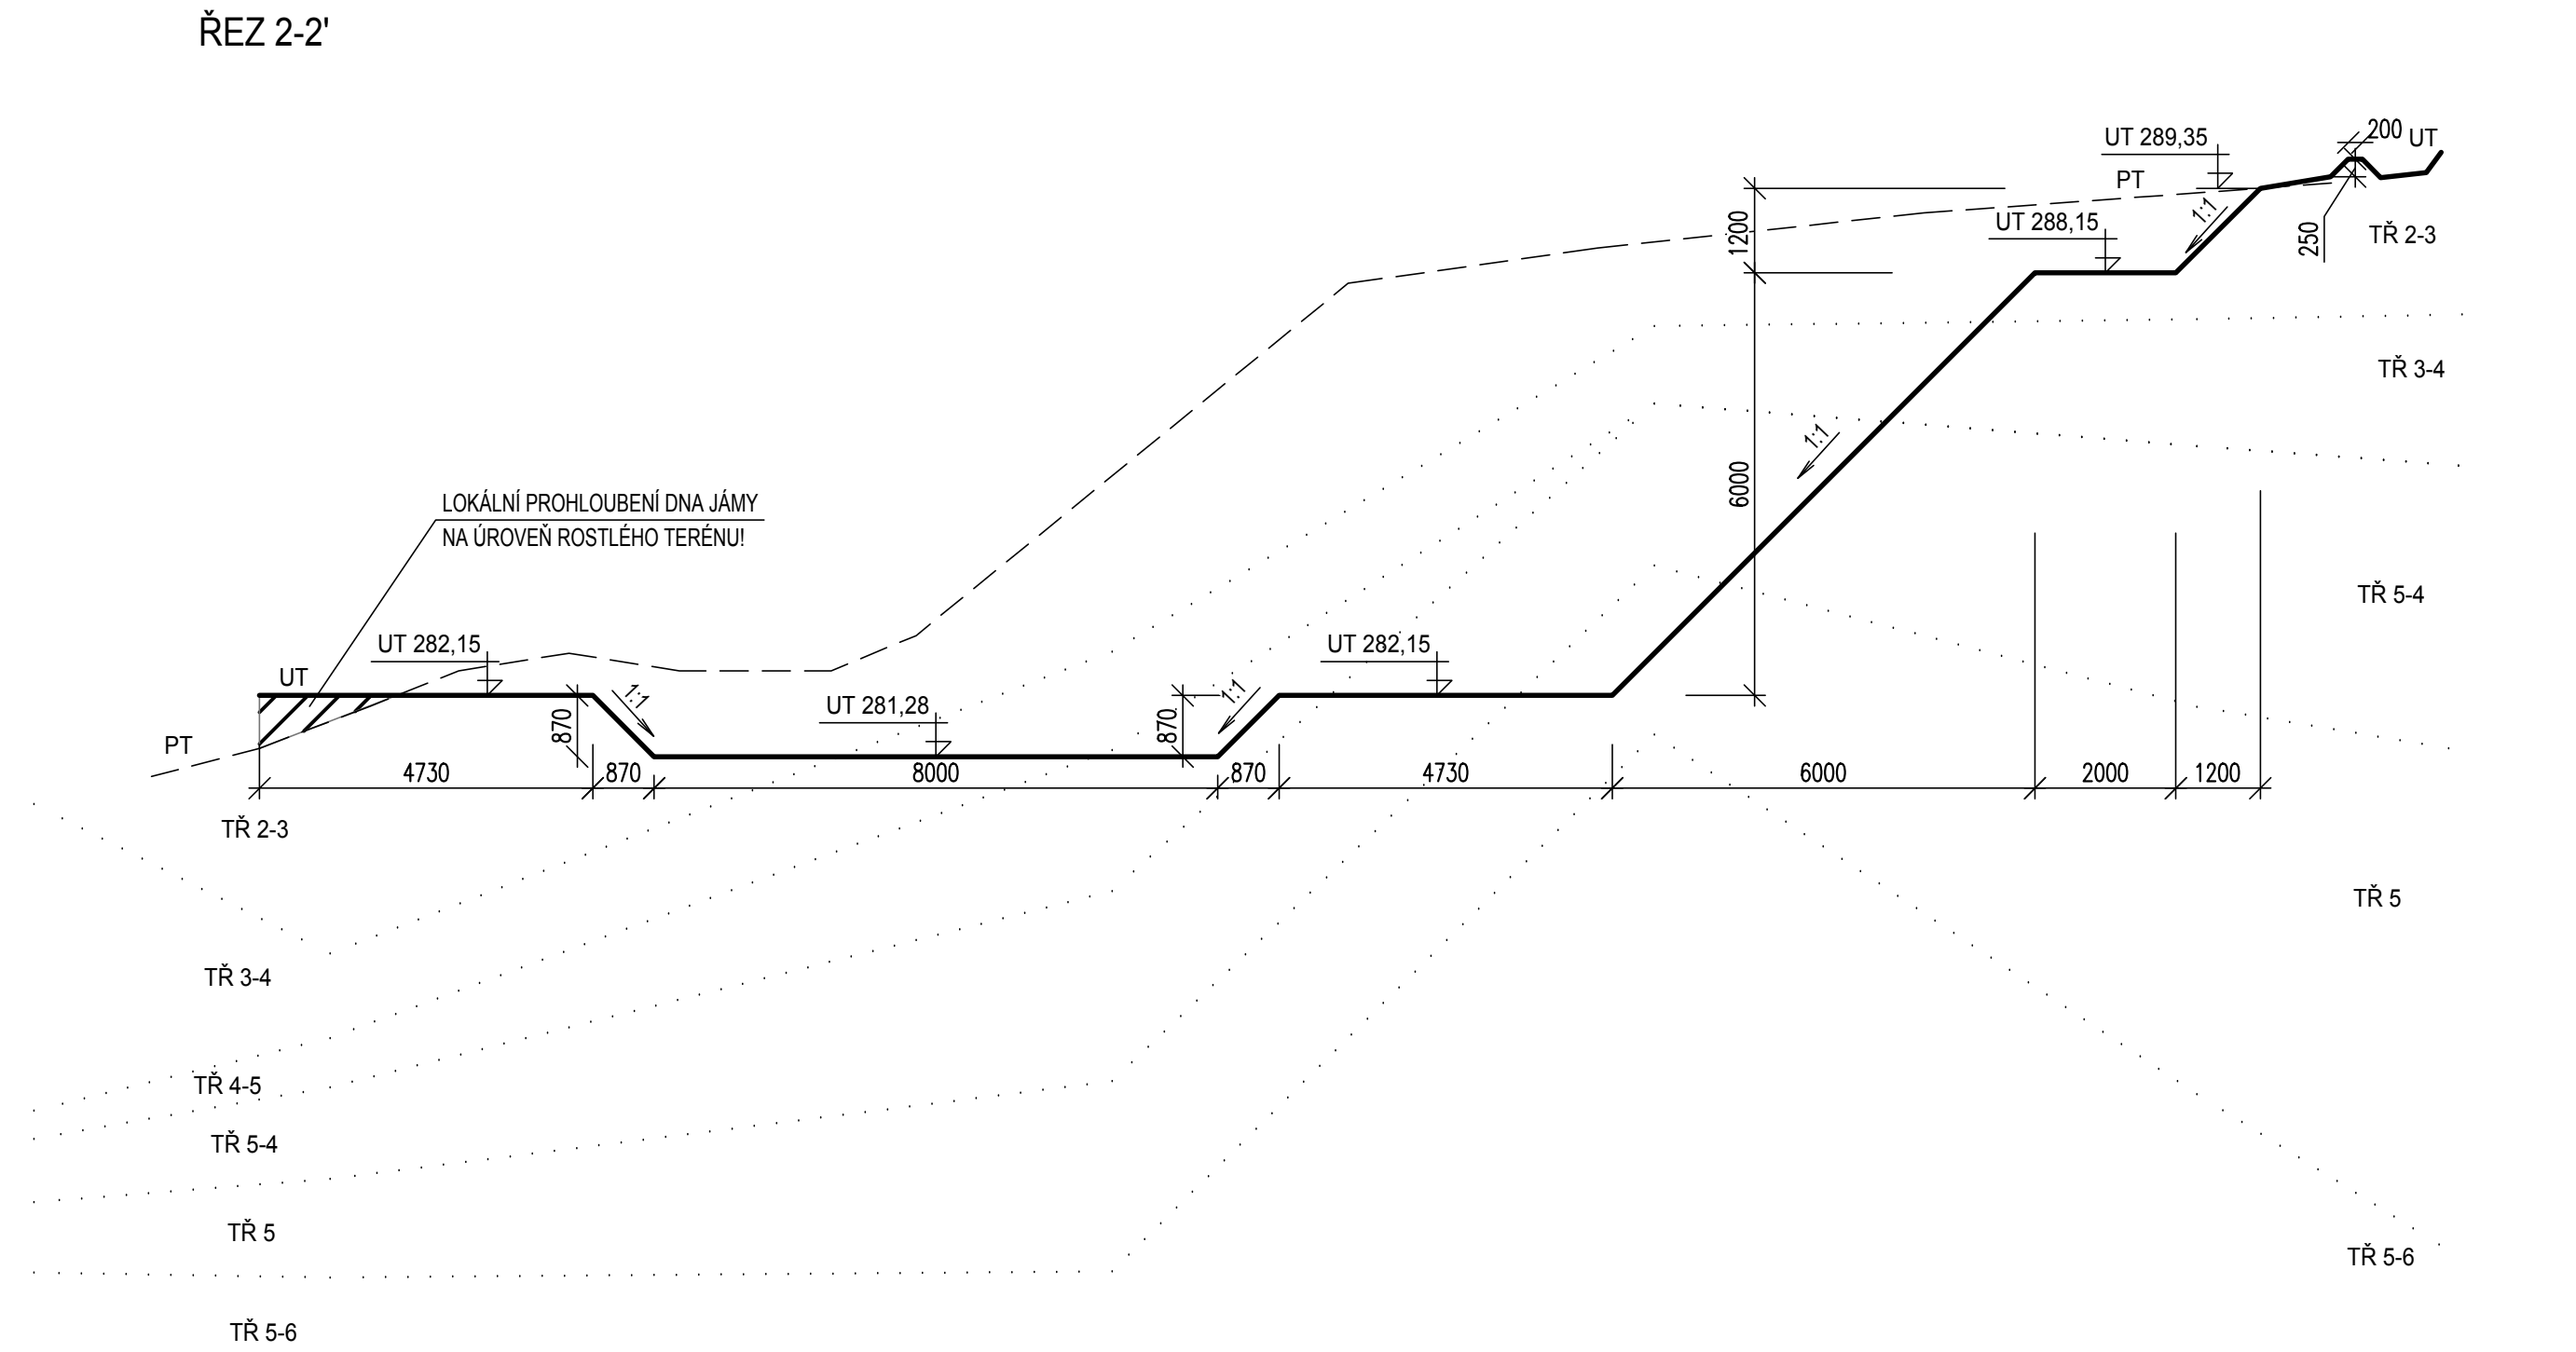 ŘEZ 2-2'
200
UT
UT 289,35
PT
1:1
1200
UT 288,15
250
TŘ 2-3
TŘ 3-4
1:1
6000
LOKÁLNÍ PROHLOUBENÍ DNA JÁMY
NA ÚROVEŇ ROSTLÉHO TERÉNU!
TŘ 5-4
UT 282,15
UT
1:1
870
UT 281,28
870
1:1
UT 282,15
PT
4730
870
8000
870
4730
6000
2000
1200
TŘ 2-3
TŘ 5
TŘ 3-4
TŘ 4-5
TŘ 5-4
TŘ 5
TŘ 5-6
TŘ 5-6